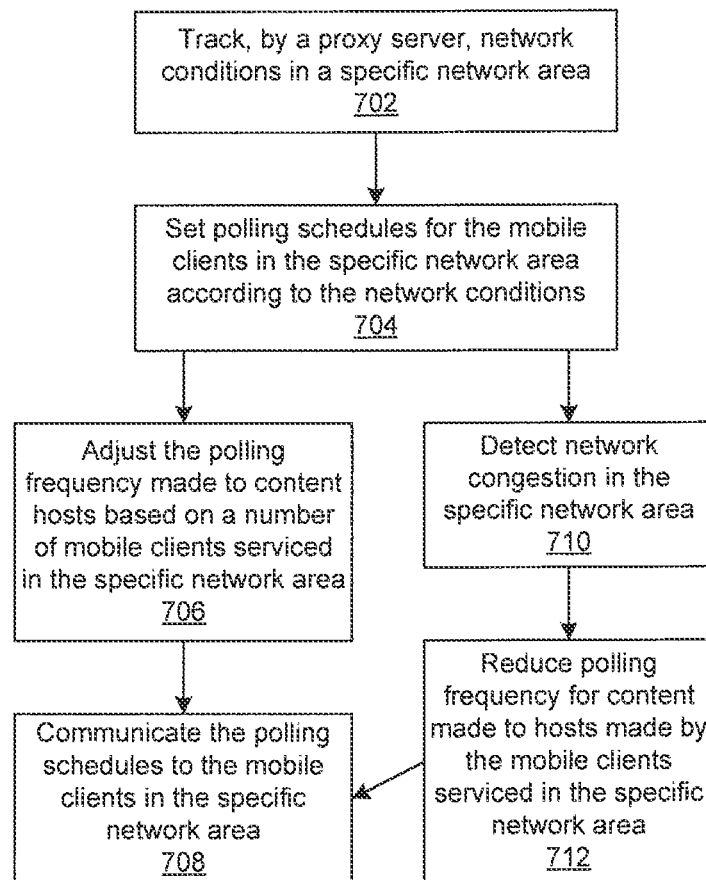 Track, by a proxy server, network
conditions in a specific network area
702
Set polling schedules for the mobile
clients in the specific network area
according to the network conditions
704
Adjust the polling
frequency made to content
hosts based on a number
of mobile clients serviced
in the specific network area
706
Communicate the polling
schedules to the mobile
clients in the specific
network area
708
Detect network
congestion in the
specific network area
710
Reduce polling
frequency for content
made to hosts made by
the mobile clients
serviced in the specific
network area
712